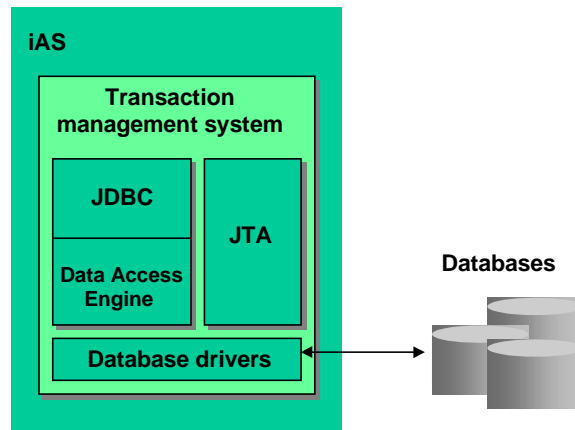 iAS
Transaction
management system
JDBC
Data Access
Engine
JTA
Database drivers
Databases